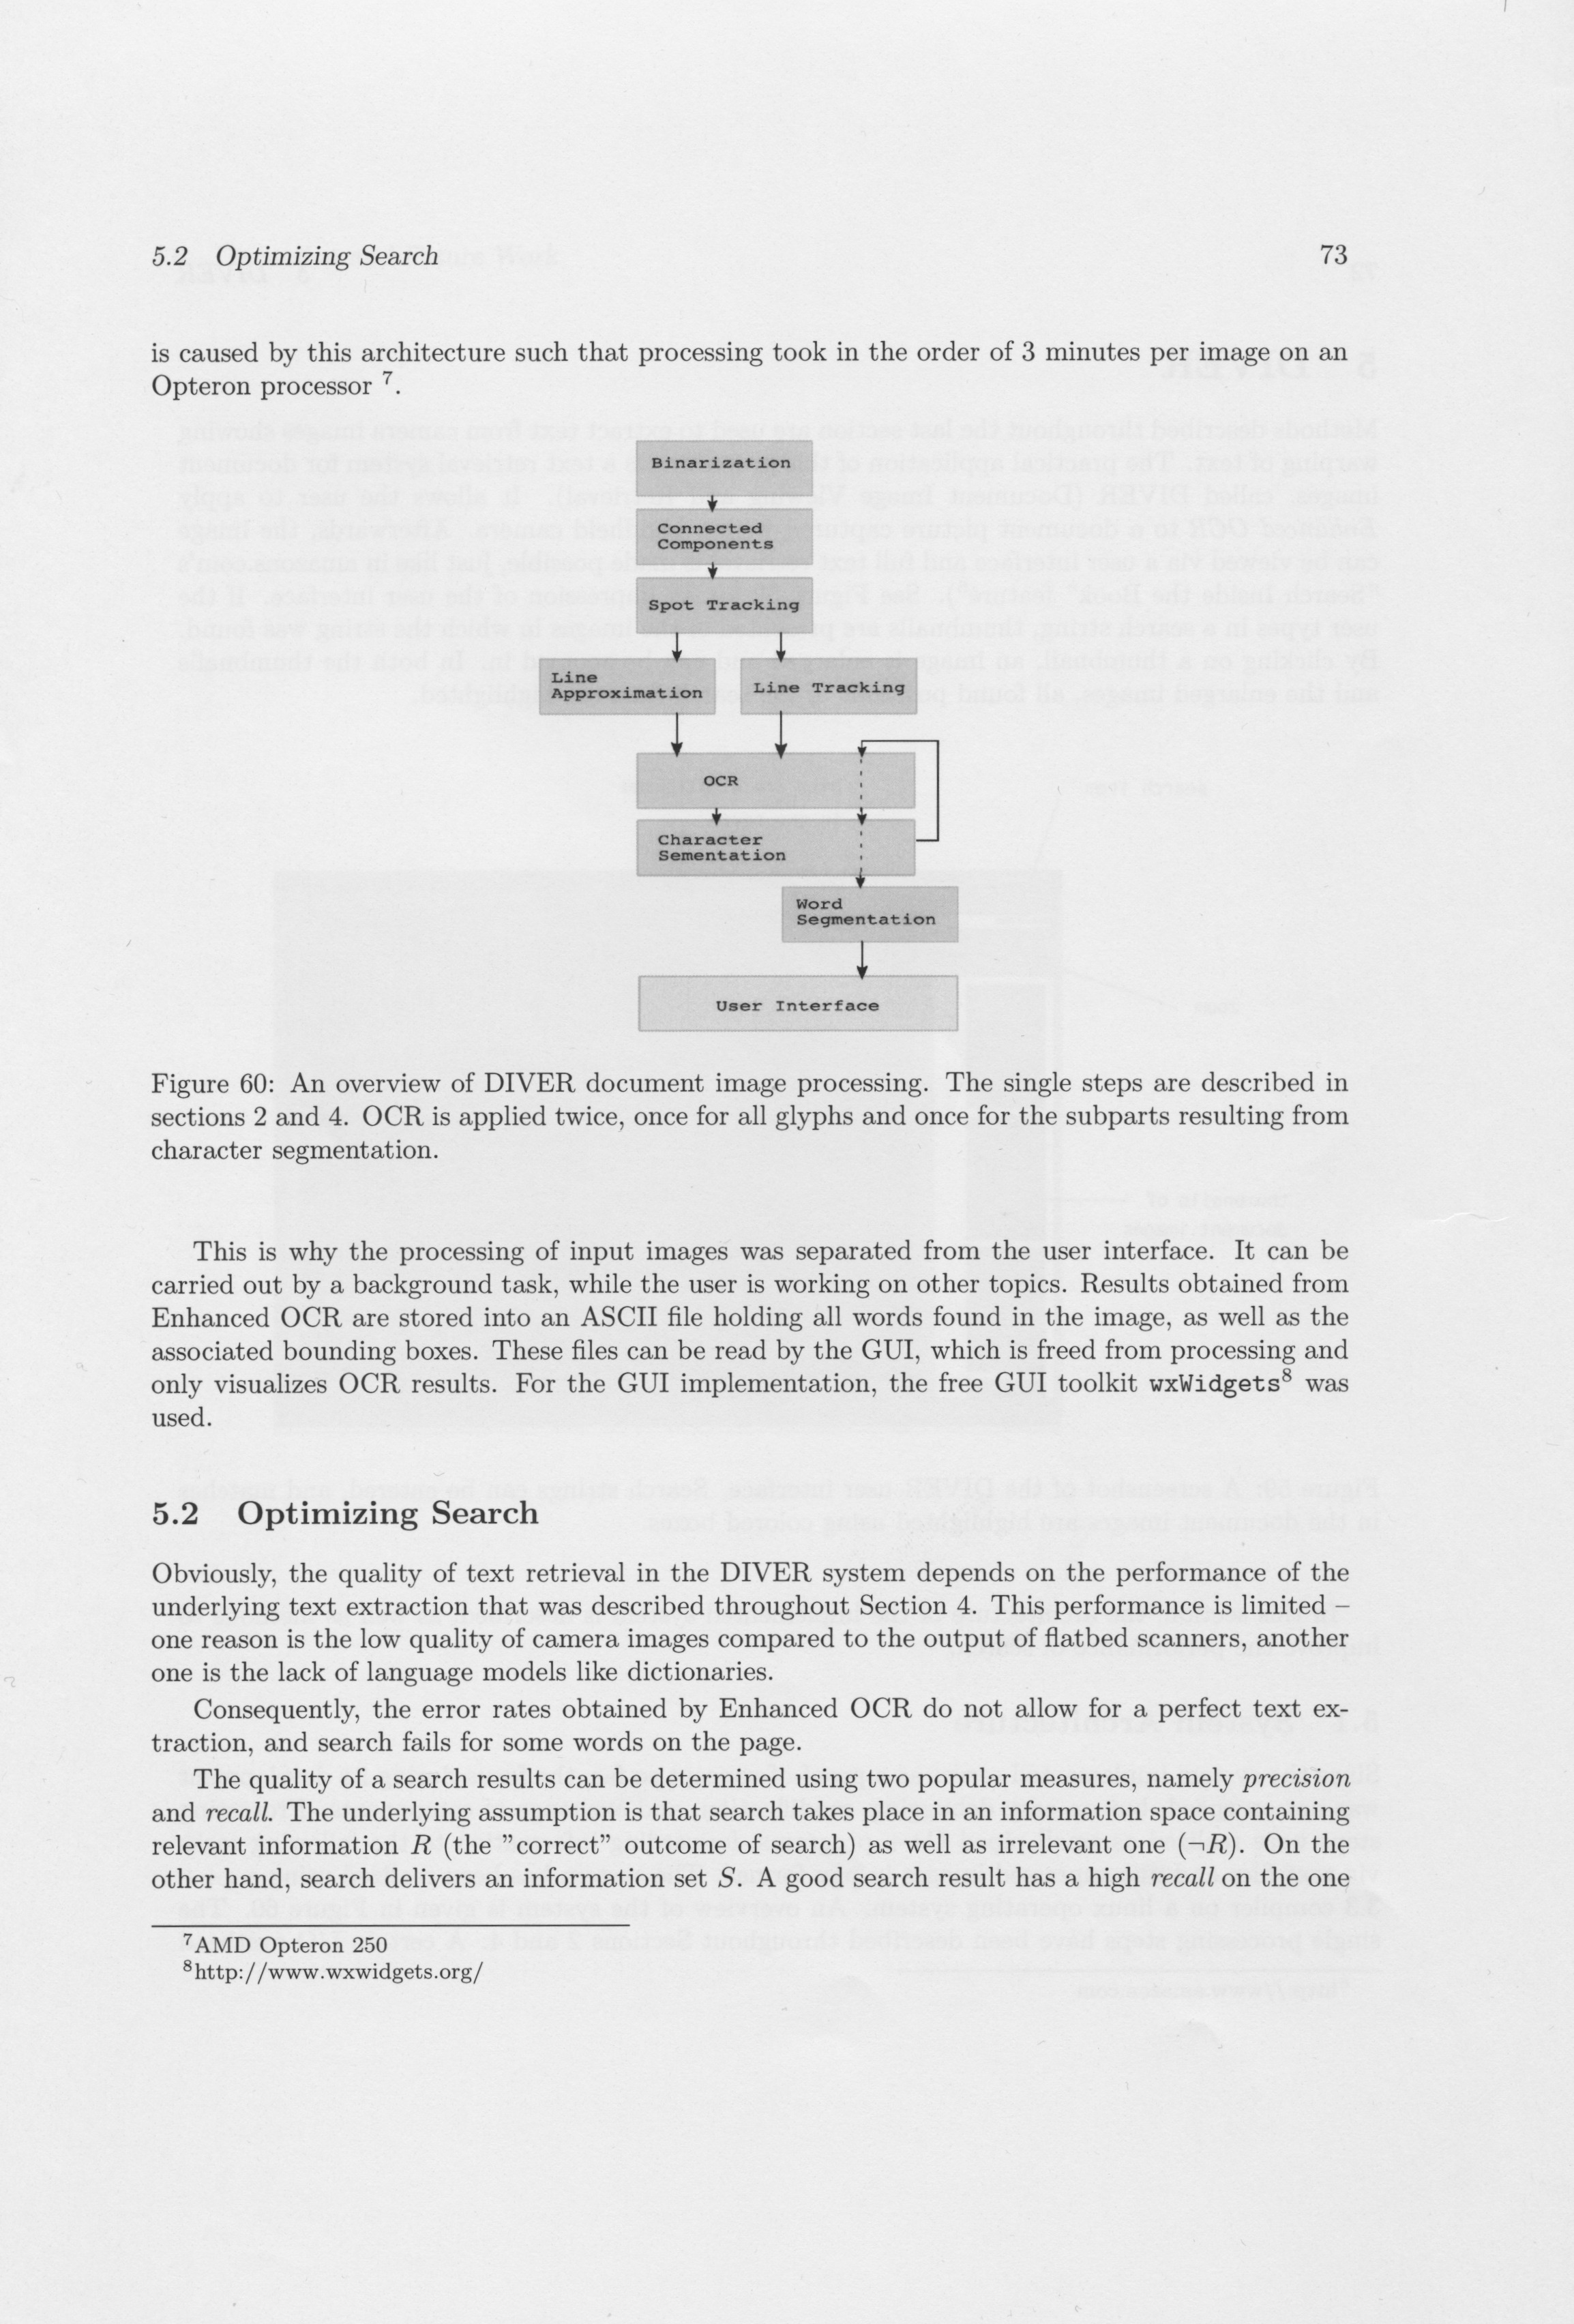 5.2 Optimizing Search 73
is caused by this architecture such that processing took in the order of 3 minutes per image on an
Opteron processor 7.
Binarization
Connected
Components
Spot Tracking
Line
Approximation
Line Tracking
OCR
Character
Sementation
Word
Segmentation
User Interface
Figure 60: An overview of DIVER document image processing. The single steps are described in
sections 2 and 4. OCR is applied twice, once for all glyphs and once for the subparts resulting from
character segmentation.
This is why the processing of input images was separated from the user interface. It can be
carried out by a background task, while the user is working on other topics. Results obtained from
Enhanced OCR are stored into an ASCII file holding all words found in the image, as well as the
associated bounding boxes. These files can be read by the GUI, which is freed from processing and
only visualizes OCR results. For the GUI implementation, the free GUI toolkit wxWidgets8 was
used.
5.2 Optimizing Search
Obviously, the quality of text retrieval in the DIVER system depends on the performance of the
underlying text extraction that was described throughout Section 4. This performance is limited –
one reason is the low quality of camera images compared to the output of flatbed scanners, another
one is the lack of language models like dictionaries.
Consequently, the error rates obtained by Enhanced OCR do not allow for a perfect text ex-
traction, and search fails for some words on the page.
The quality of a search results can be determined using two popular measures, namely precision
and recall. The underlying assumption is that search takes place in an information space containing
relevant information R (the ”correct” outcome of search) as well as irrelevant one (¬R). On the
other hand, search delivers an information set S. A good search result has a high recall on the one
7AMD Opteron 250
8http://www.wxwidgets.org/